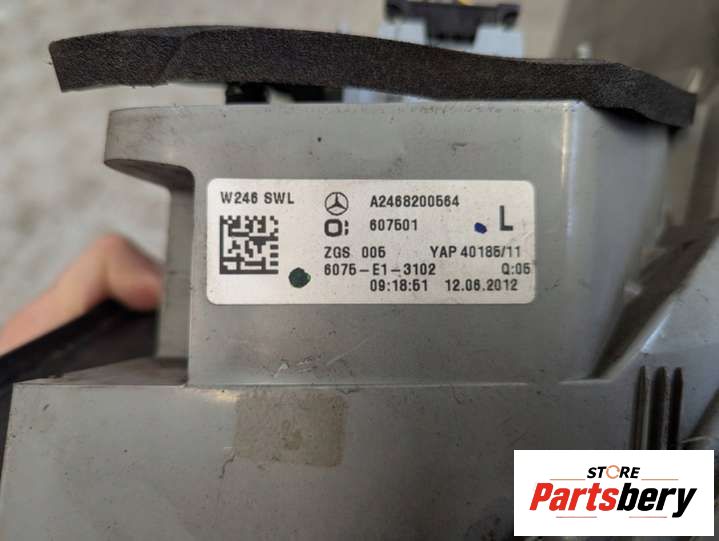 W246 SWL A2468200564
O: 607501 L
ZGS 005 YAP 40185/11
6075-E1-3102 Q:05
09:18:51 12.06.2012
STORE
Partsbery